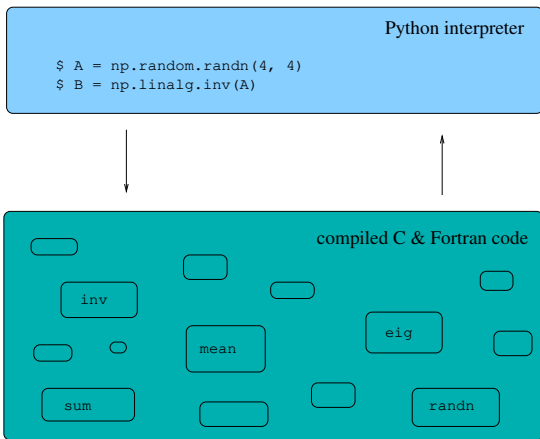 Python interpreter
$ A = np.random.randn(4, 4)
$ B = np.linalg.inv(A)
compiled C & Fortran code
inv
eig
mean
sum
randn